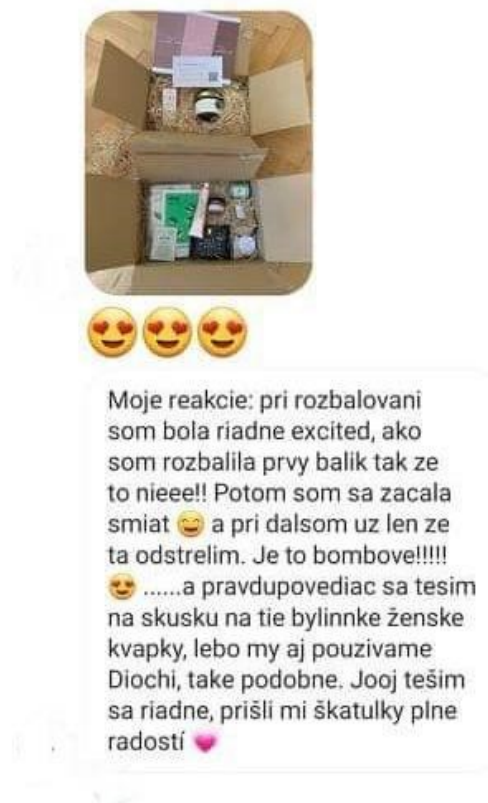 😍😍😍
Moje reakcie: pri rozbalovani
som bola riadne excited, ako
som rozbalila prvy balik tak ze
to nieee!! Potom som sa zacala
smiat 😄 a pri dalsom uz len ze
ta odstrelim. Je to bombove!!!!!
😍 ......a pravdupovediac sa tesim
na skusku na tie bylinnke ženske
kvapky, lebo my aj pouzivame
Diochi, take podobne. Jooj tešim
sa riadne, prišli mi škatulky plne
radostí 💗